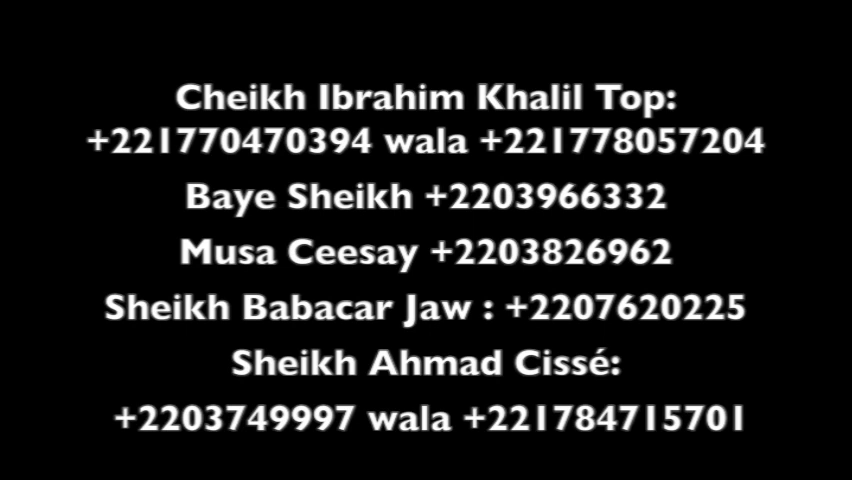 Cheikh Ibrahim Khalil Top:
+221770470394 wala +221778057204
Baye Sheikh +2203966332
Musa Ceesay +2203826962
Sheikh Babacar Jaw : +2207620225
Sheikh Ahmad Cissé:
+2203749997 wala +221784715701